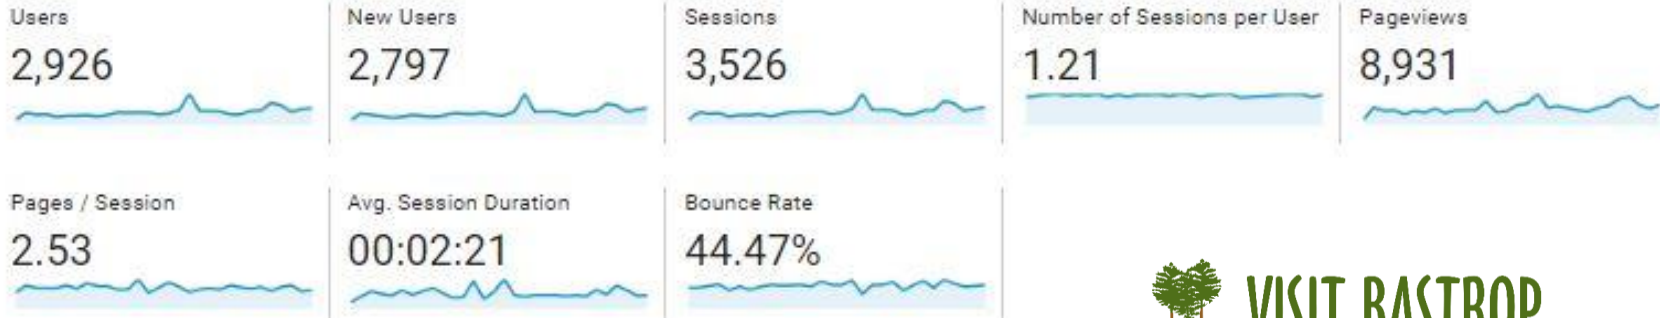 Users
2,926
New Users
2,797
Sessions
3,526
Number of Sessions per User
1.21
Pageviews
8,931
Pages / Session
2.53
Avg. Session Duration
00:02:21
Bounce Rate
44.47%
VISIT BASTROP